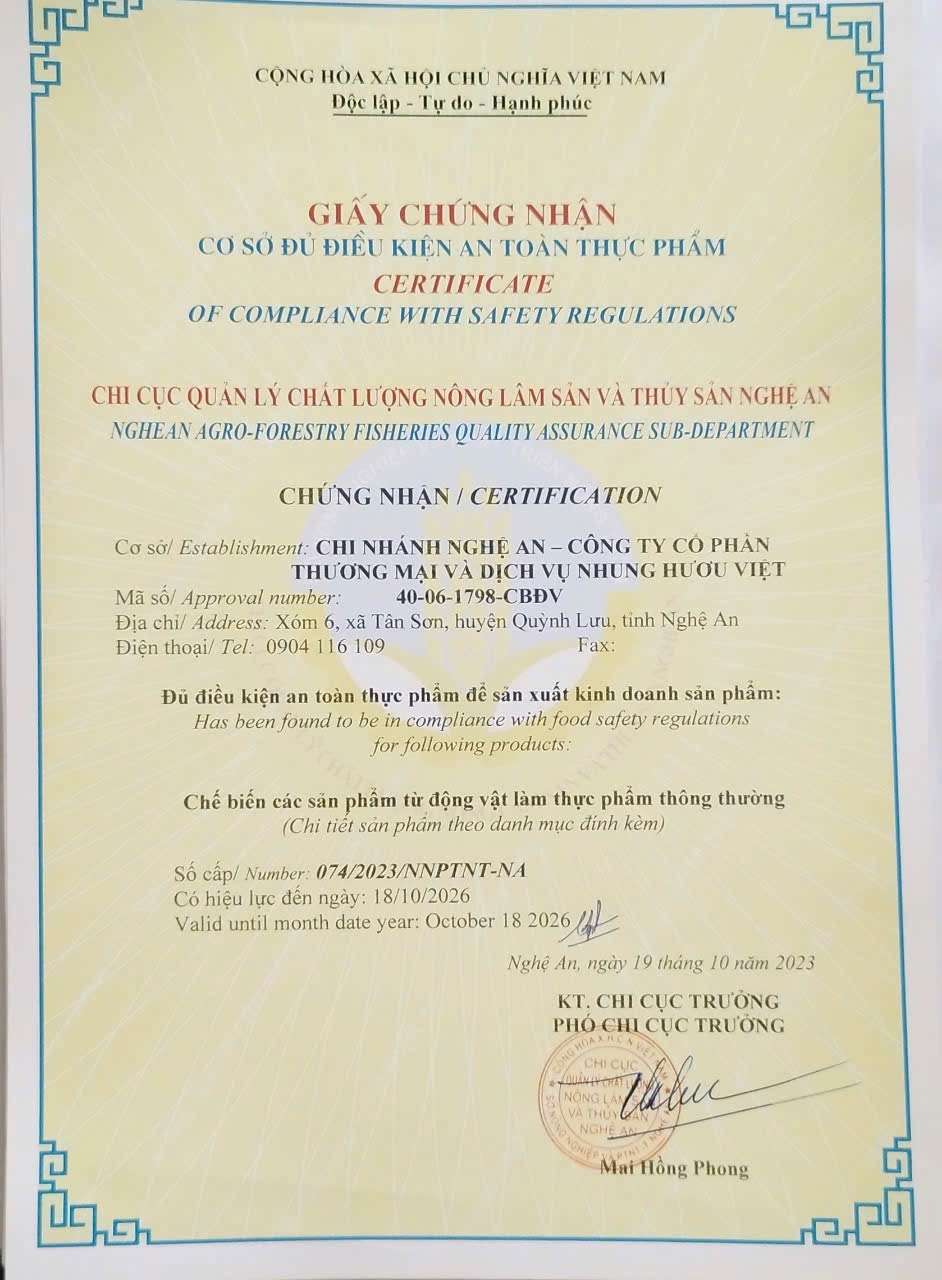 CỘNG HÒA XÃ HỘI CHỦ NGHĨA VIỆT NAM
Độc lập - Tự do - Hạnh phúc
GIẤY CHỨNG NHẬN
CƠ SỞ ĐỦ ĐIỀU KIỆN AN TOÀN THỰC PHẨM
CERTIFICATE
OF COMPLIANCE WITH SAFETY REGULATIONS
CHI CỤC QUẢN LÝ CHẤT LƯỢNG NÔNG LÂM SẢN VÀ THỦY SẢN NGHỆ AN
NGHEAN AGRO-FORESTRY FISHERIES QUALITY ASSURANCE SUB-DEPARTMENT
CHỨNG NHẬN / CERTIFICATION
Cơ sở/ Establishment: CHI NHÁNH NGHỆ AN – CÔNG TY CỔ PHẦN
THƯƠNG MẠI VÀ DỊCH VỤ NHUNG HƯƠU VIỆT
Mã số/ Approval number: 40-06-1798-CBĐV
Địa chỉ/ Address: Xóm 6, xã Tân Sơn, huyện Quỳnh Lưu, tỉnh Nghệ An
Điện thoại/ Tel: 0904 116 109 Fax:
Đủ điều kiện an toàn thực phẩm để sản xuất kinh doanh sản phẩm:
Has been found to be in compliance with food safety regulations
for following products:
Chế biến các sản phẩm từ động vật làm thực phẩm thông thường
(Chi tiết sản phẩm theo danh mục đính kèm)
Số cấp/ Number: 074/2023/NNPTNT-NA
Có hiệu lực đến ngày: 18/10/2026
Valid until month date year: October 18 2026
Nghệ An, ngày 19 tháng 10 năm 2023
KT. CHI CỤC TRƯỞNG
PHÓ CHI CỤC TRƯỞNG
CHI CỤC
QUẢN LÝ CHẤT LƯỢNG
NÔNG LÂM SẢN
VÀ THỦY SẢN
NGHỆ AN
Mai Hồng Phong